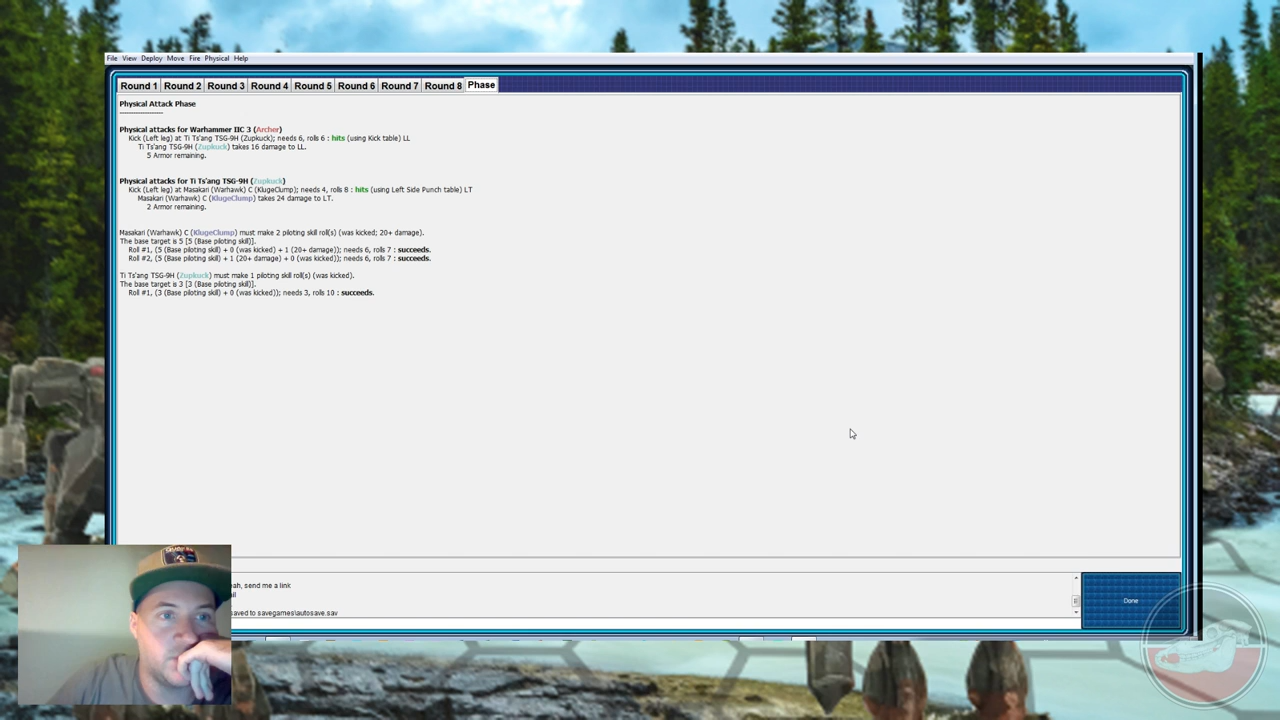 File View Deploy Move Fire Physical Help
Round 1 Round 2 Round 3 Round 4 Round 5 Round 6 Round 7 Round 8 Phase
Physical Attack Phase
--------------------
Physical attacks for Warhammer IIC 3 (Archer)
Kick (Left leg) at Ti Ts'ang TSG-9H (Zupkuck); needs 6, rolls 6 : hits (using Kick table) LL
Ti Ts'ang TSG-9H (Zupkuck) takes 16 damage to LL.
5 Armor remaining.
Physical attacks for Ti Ts'ang TSG-9H (Zupkuck)
Kick (Left leg) at Masakari (Warhawk) C (KlugeClump); needs 4, rolls 8 : hits (using Left Side Punch table) LT
Masakari (Warhawk) C (KlugeClump) takes 24 damage to LT.
2 Armor remaining.
Masakari (Warhawk) C (KlugeClump) must make 2 piloting skill roll(s) (was kicked; 20+ damage).
The base target is 5 [5 (Base piloting skill)].
Roll #1, (5 (Base piloting skill) + 0 (was kicked) + 1 (20+ damage)); needs 6, rolls 7 : succeeds.
Roll #2, (5 (Base piloting skill) + 1 (20+ damage) + 0 (was kicked)); needs 6, rolls 7 : succeeds.
Ti Ts'ang TSG-9H (Zupkuck) must make 1 piloting skill roll(s) (was kicked).
The base target is 3 [3 (Base piloting skill)].
Roll #1, (3 (Base piloting skill) + 0 (was kicked)); needs 3, rolls 10 : succeeds.
send me a link
saved to savegames\autosave.sav
Done